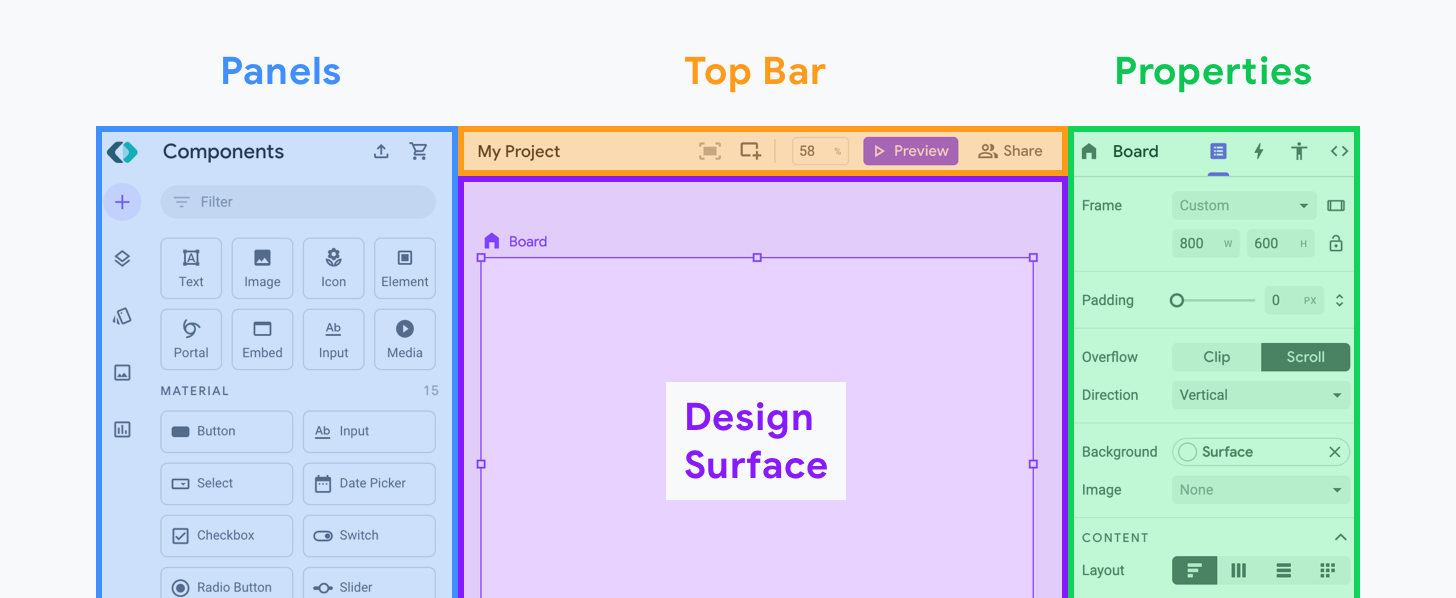 Panels
Top Bar
Properties
Components
Filter
Text
Image
Icon
Element
Portal
Embed
Ab
Input
Media
MATERIAL 15
Button
Ab Input
Select
Date Picker
Checkbox
Switch
Radio Button
Slider
My Project
58 %
Preview
Share
Board
Design
Surface
Board
Frame
Custom
800 W
600 H
Padding
0 PX
Overflow
Clip
Scroll
Direction
Vertical
Background
Surface
Image
None
CONTENT
Layout